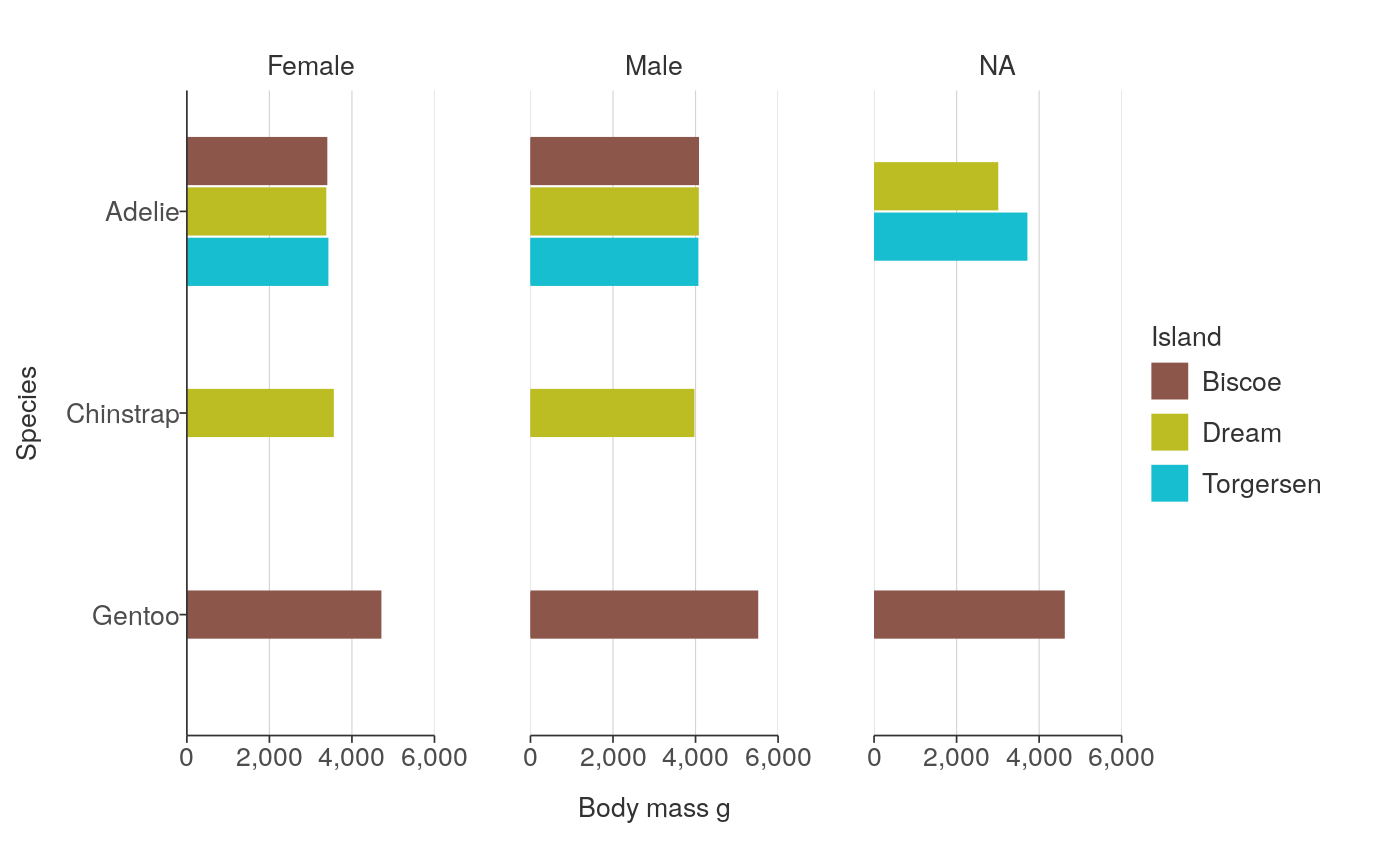 Female Male NA
Adelie
Chinstrap
Gentoo
Species
0 2,000 4,000 6,000 0 2,000 4,000 6,000 0 2,000 4,000 6,000
Body mass g
Island
Biscoe
Dream
Torgersen